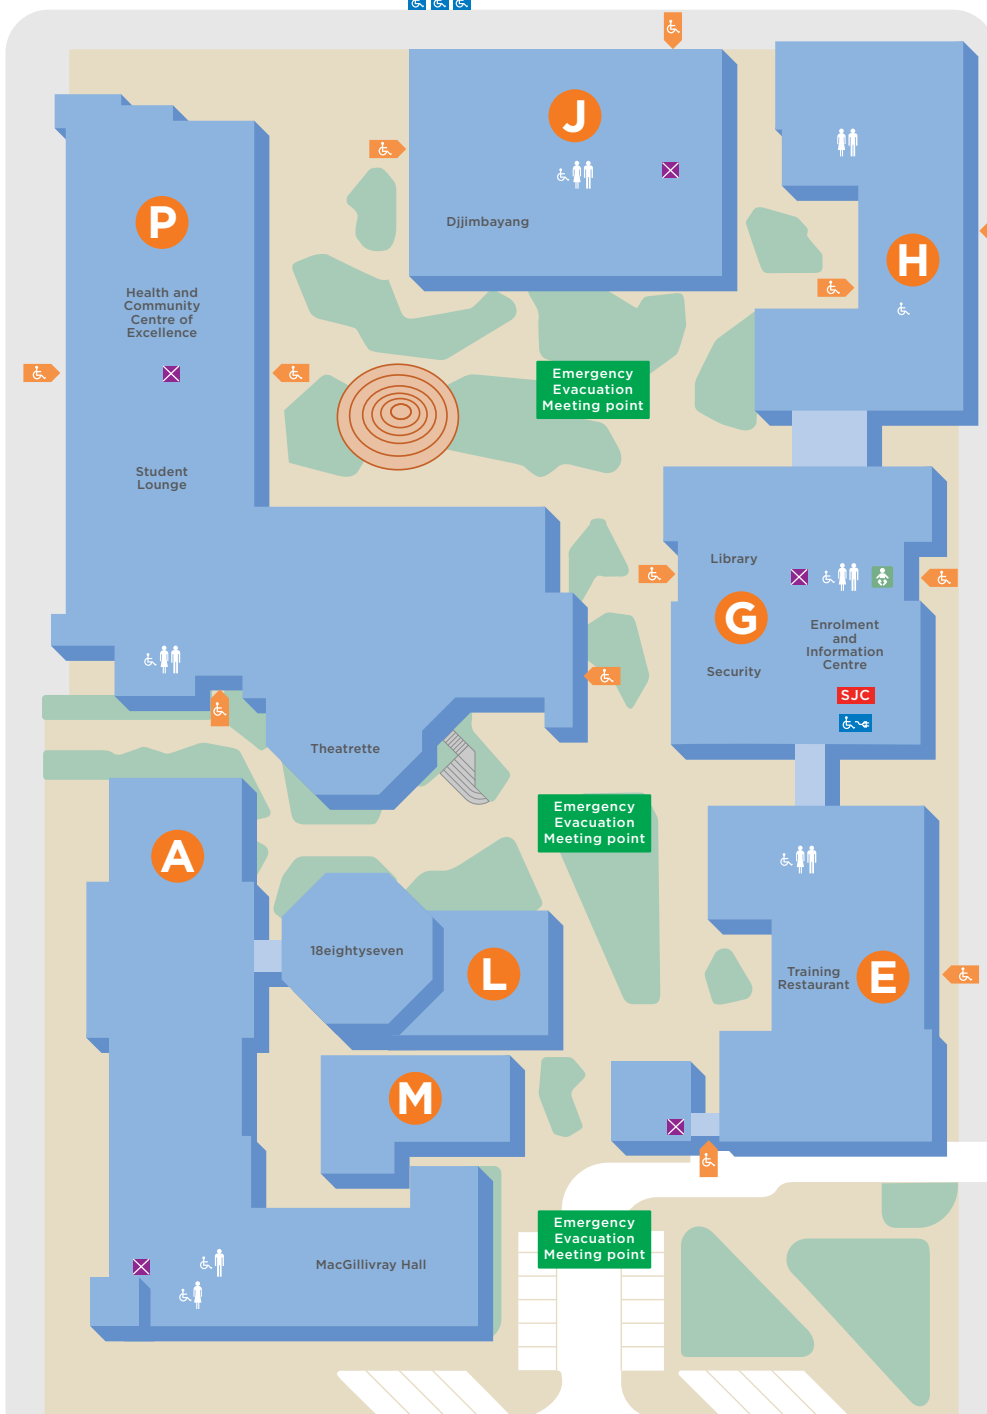 J
Djjimbayang
P
H
Health and
Community
Centre of
Excellence
Emergency
Evacuation
Meeting point
Student
Lounge
Library
G
Enrolment
and
Information
Centre
Security
SJC
Theatrette
Emergency
Evacuation
Meeting point
A
18eightyseven
L
Training
Restaurant
E
M
Emergency
Evacuation
Meeting point
MacGillivray Hall